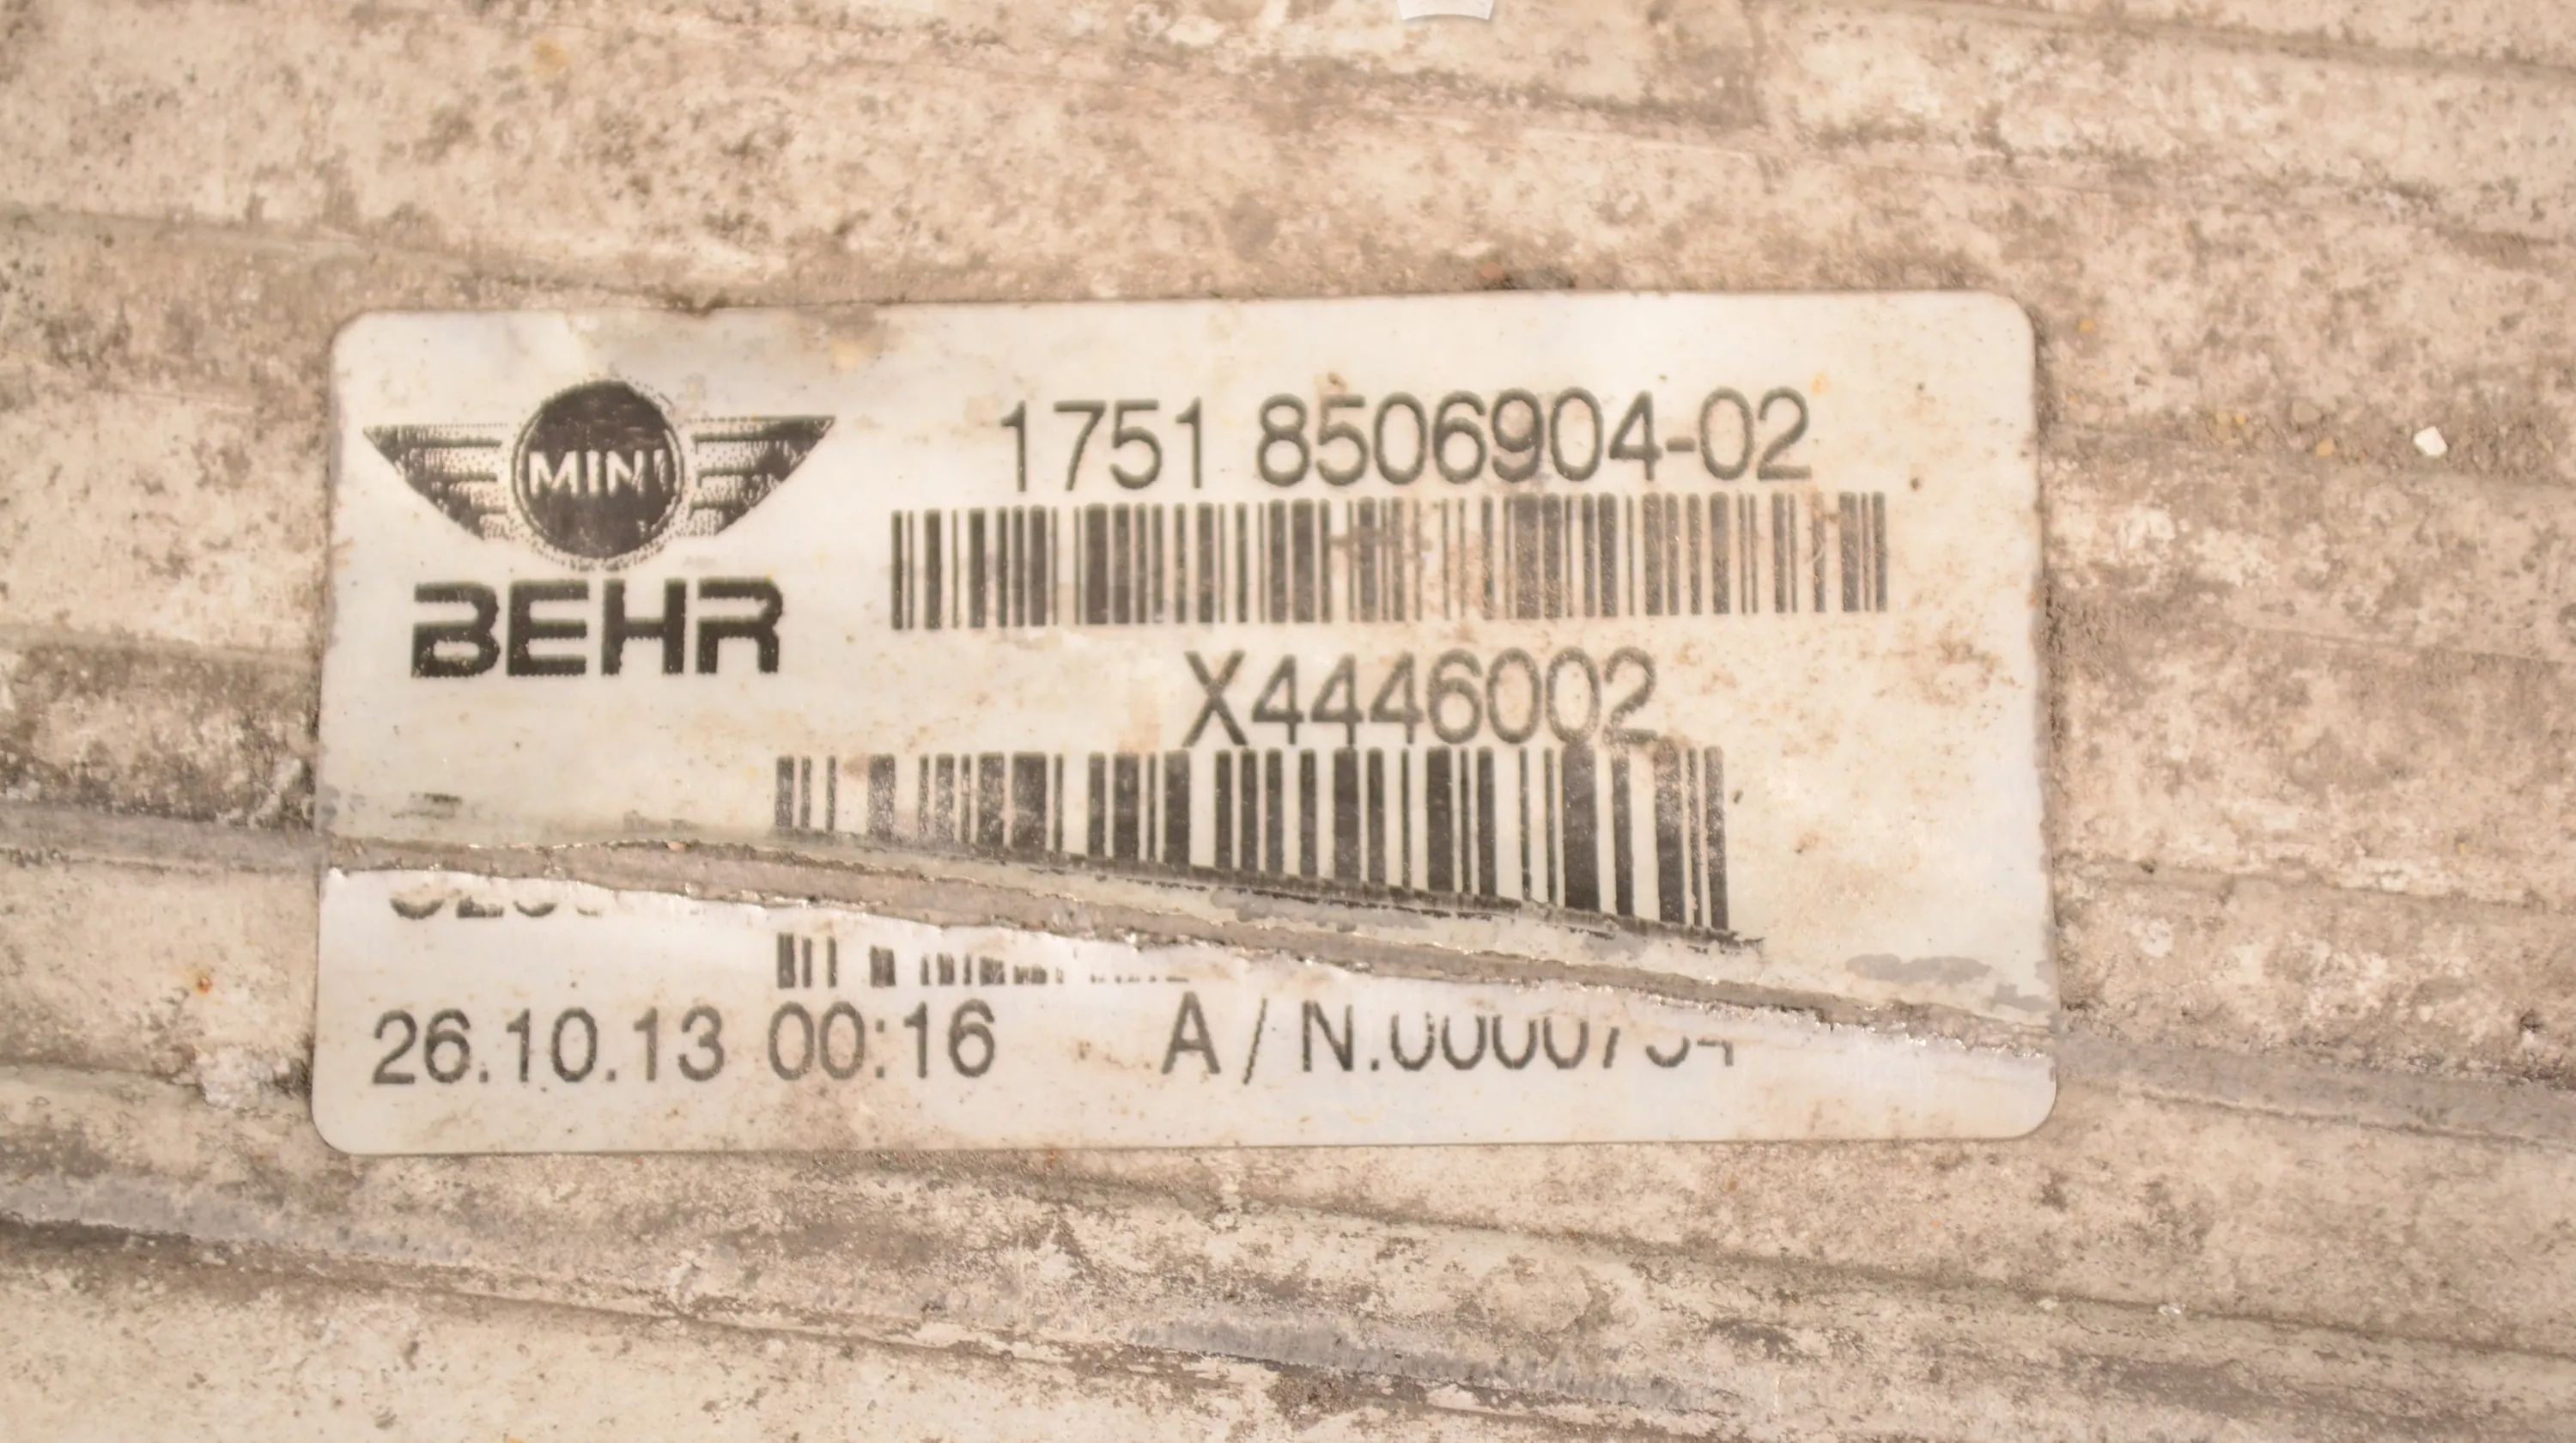 MINI
BEHR
1751 8506904-02
X4446002
26.10.13 00:16 A / N.